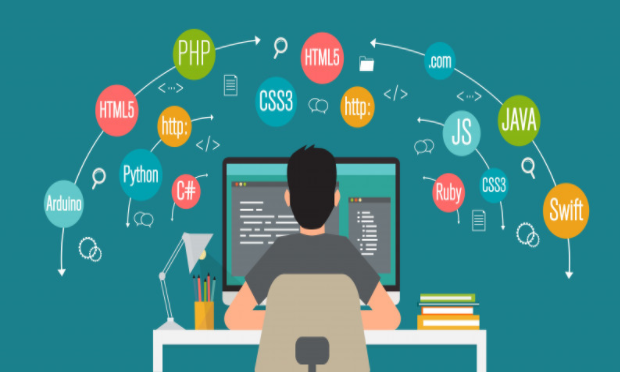 PHP
HTML5
.com
HTML5
CSS3
http:
JAVA
http:
JS
Python
C#
Ruby
CSS3
Arduino
Swift